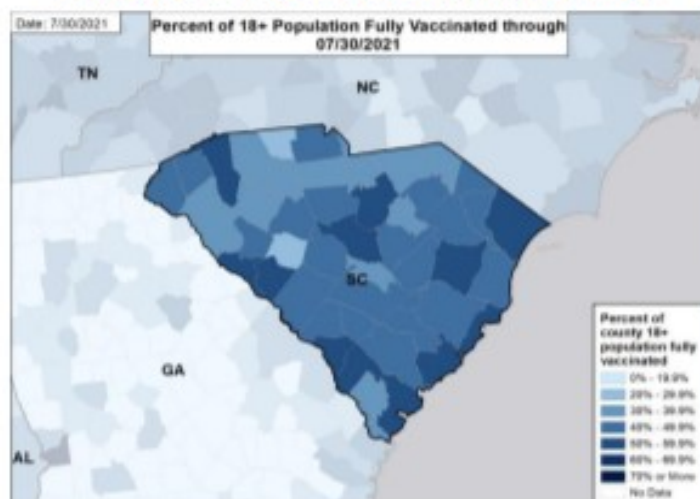 Date: 7/30/2021
Percent of 18+ Population Fully Vaccinated through
07/30/2021
TN
NC
SC
GA
AL
Percent of
county 18+
population fully
vaccinated
0% - 19.9%
20% - 29.9%
30% - 39.9%
40% - 49.9%
50% - 59.9%
60% - 69.9%
70% or More
No Data